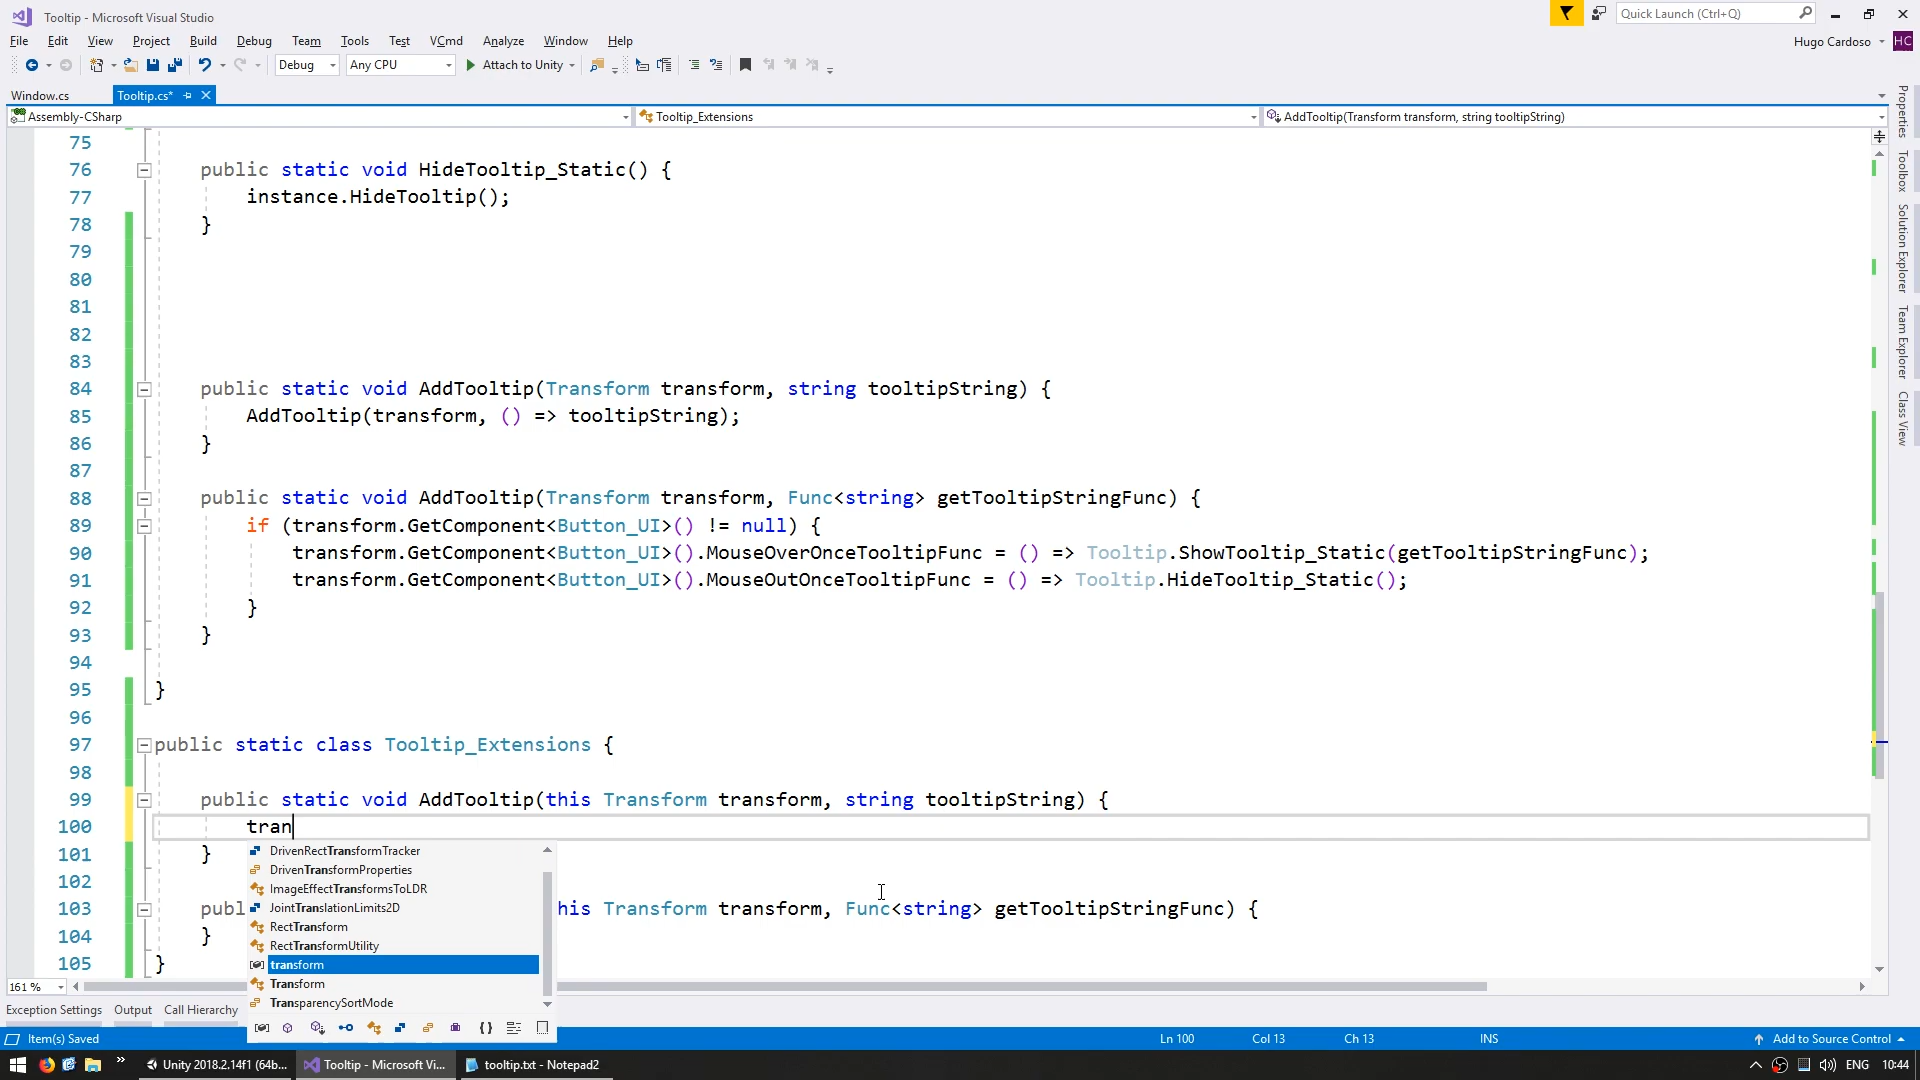 Tooltip - Microsoft Visual Studio
Quick Launch (Ctrl+Q)
File Edit View Project Build Debug Team Tools Test VCmd Analyze Window Help
Hugo Cardoso HC
Debug Any CPU Attach to Unity
Window.cs Tooltip.cs*
Assembly-CSharp Tooltip_Extensions AddTooltip(Transform transform, string tooltipString)
75
76 public static void HideTooltip_Static() {
77 instance.HideTooltip();
78 }
79
80
81
82
83
84 public static void AddTooltip(Transform transform, string tooltipString) {
85 AddTooltip(transform, () => tooltipString);
86 }
87
88 public static void AddTooltip(Transform transform, Func<string> getTooltipStringFunc) {
89 if (transform.GetComponent<Button_UI>() != null) {
90 transform.GetComponent<Button_UI>().MouseOverOnceTooltipFunc = () => Tooltip.ShowTooltip_Static(getTooltipStringFunc);
91 transform.GetComponent<Button_UI>().MouseOutOnceTooltipFunc = () => Tooltip.HideTooltip_Static();
92 }
93 }
94
95 }
96
97 public static class Tooltip_Extensions {
98
99 public static void AddTooltip(this Transform transform, string tooltipString) {
100 tran
101 }
102
103 publ his Transform transform, Func<string> getTooltipStringFunc) {
104 }
105 }
DrivenRectTransformTracker
DrivenTransformProperties
ImageEffectTransformsToLDR
JointTranslationLimits2D
RectTransform
RectTransformUtility
transform
Transform
TransparencySortMode
Properties
Toolbox
Solution Explorer
Team Explorer
Class View
161 %
Exception Settings Output Call Hierarchy
Item(s) Saved Ln 100 Col 13 Ch 13 INS Add to Source Control
Unity 2018.2.14f1 (64b... Tooltip - Microsoft Vi... tooltip.txt - Notepad2 ENG 10:44